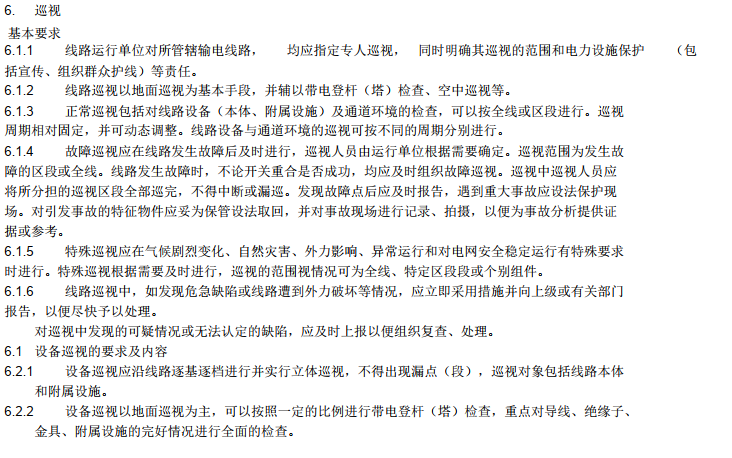 6. 巡视
基本要求
6.1.1 线路运行单位对所管辖输电线路， 均应指定专人巡视， 同时明确其巡视的范围和电力设施保护 （包
括宣传、组织群众护线）等责任。
6.1.2 线路巡视以地面巡视为基本手段，并辅以带电登杆（塔）检查、空中巡视等。
6.1.3 正常巡视包括对线路设备（本体、附属设施）及通道环境的检查，可以按全线或区段进行。巡视
周期相对固定，并可动态调整。线路设备与通道环境的巡视可按不同的周期分别进行。
6.1.4 故障巡视应在线路发生故障后及时进行，巡视人员由运行单位根据需要确定。巡视范围为发生故
障的区段或全线。线路发生故障时，不论开关重合是否成功，均应及时组织故障巡视。巡视中巡视人员应
将所分担的巡视区段全部巡完，不得中断或漏巡。发现故障点后应及时报告，遇到重大事故应设法保护现
场。对引发事故的特征物件应妥为保管设法取回，并对事故现场进行记录、拍摄，以便为事故分析提供证
据或参考。
6.1.5 特殊巡视应在气候剧烈变化、自然灾害、外力影响、异常运行和对电网安全稳定运行有特殊要求
时进行。特殊巡视根据需要及时进行，巡视的范围视情况可为全线、特定区段段或个别组件。
6.1.6 线路巡视中，如发现危急缺陷或线路遭到外力破坏等情况，应立即采用措施并向上级或有关部门
报告，以便尽快予以处理。
对巡视中发现的可疑情况或无法认定的缺陷，应及时上报以便组织复查、处理。
6.1 设备巡视的要求及内容
6.2.1 设备巡视应沿线路逐基逐档进行并实行立体巡视，不得出现漏点（段），巡视对象包括线路本体
和附属设施。
6.2.2 设备巡视以地面巡视为主，可以按照一定的比例进行带电登杆（塔）检查，重点对导线、绝缘子、
金具、附属设施的完好情况进行全面的检查。